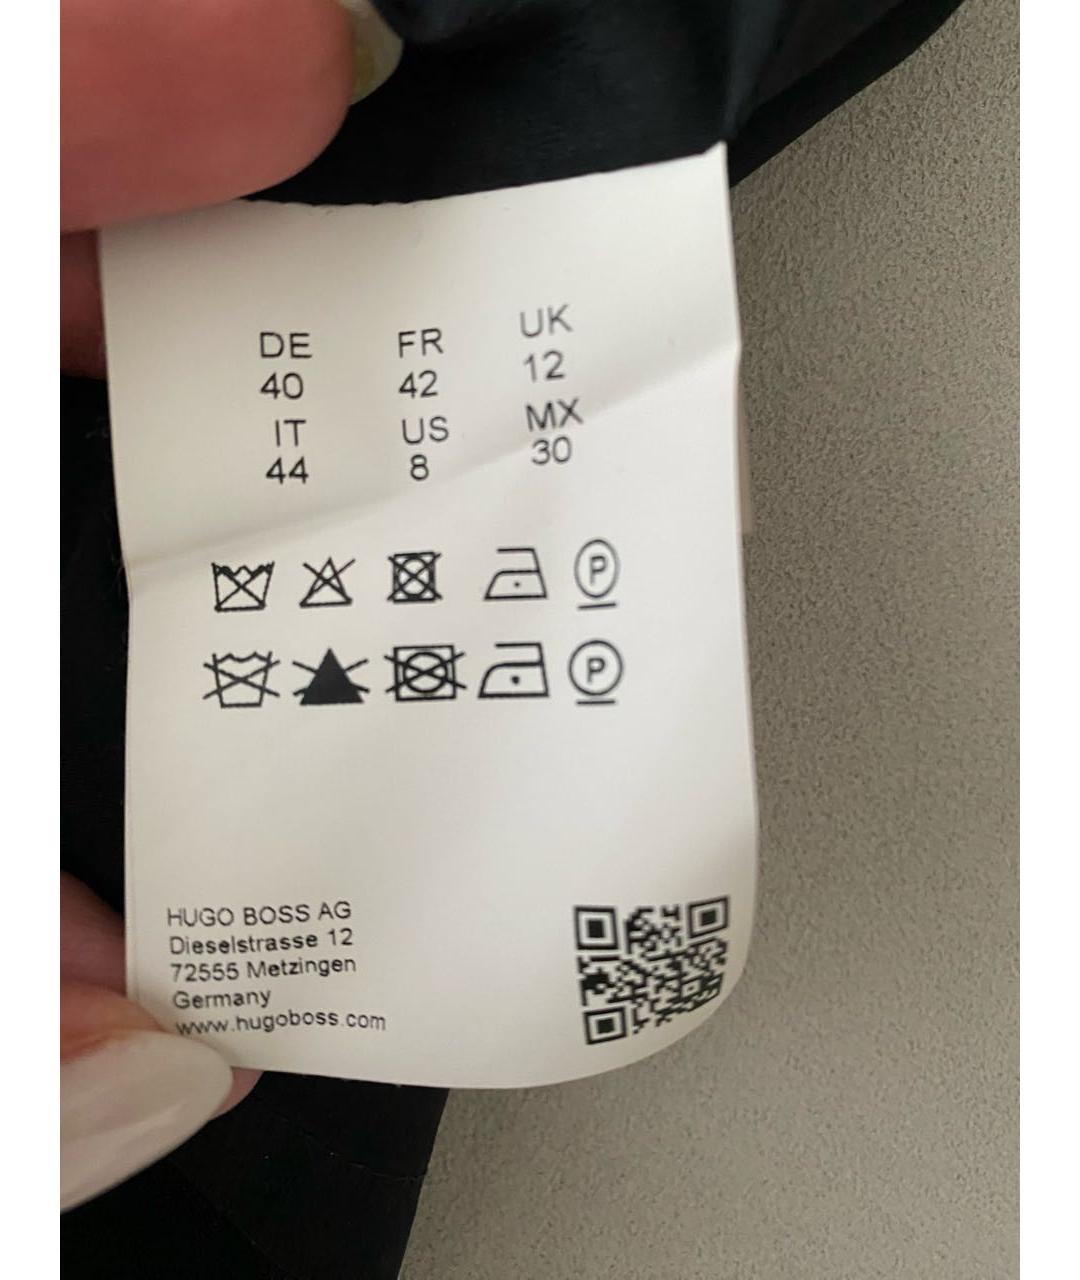 DE FR UK
40 42 12
IT US MX
44 8 30
P
P
HUGO BOSS AG
Dieselstrasse 12
72555 Metzingen
Germany
www.hugoboss.com